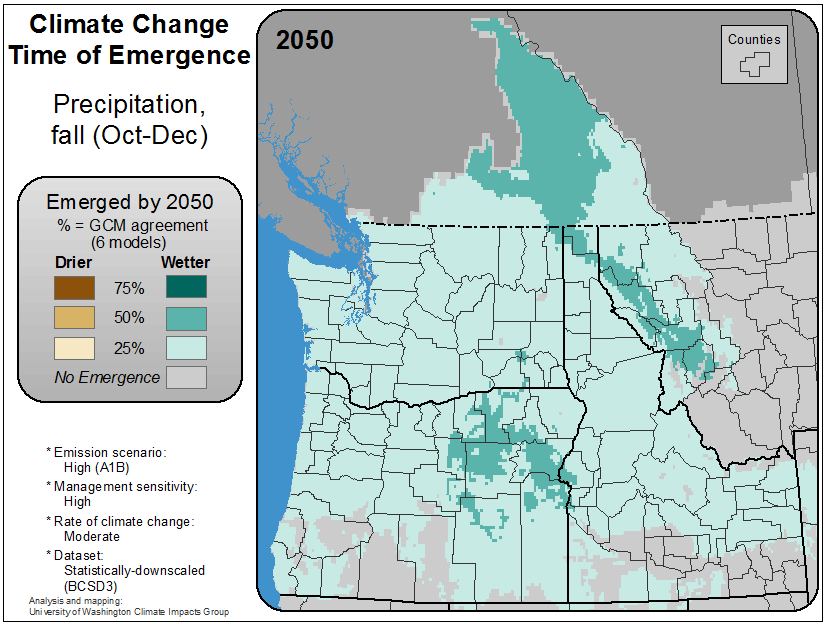 Climate Change
Time of Emergence
Precipitation,
fall (Oct-Dec)
Emerged by 2050
% = GCM agreement
(6 models)
Drier Wetter
75%
50%
25%
No Emergence
* Emission scenario:
High (A1B)
* Management sensitivity:
High
* Rate of climate change:
Moderate
* Dataset:
Statistically-downscaled
(BCSD3)
Analysis and mapping:
University of Washington Climate Impacts Group
2050
Counties